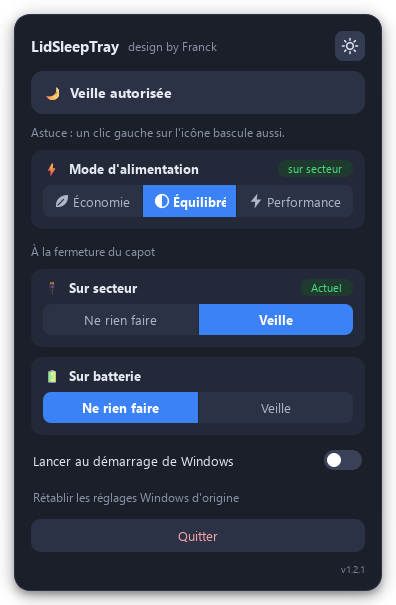 LidSleepTray design by Franck
Veille autorisée
Astuce : un clic gauche sur l'icône bascule aussi.
Mode d'alimentation sur secteur
Économie Équilibré Performance
À la fermeture du capot
Sur secteur Actuel
Ne rien faire Veille
Sur batterie
Ne rien faire Veille
Lancer au démarrage de Windows
Rétablir les réglages Windows d'origine
Quitter
v1.2.1